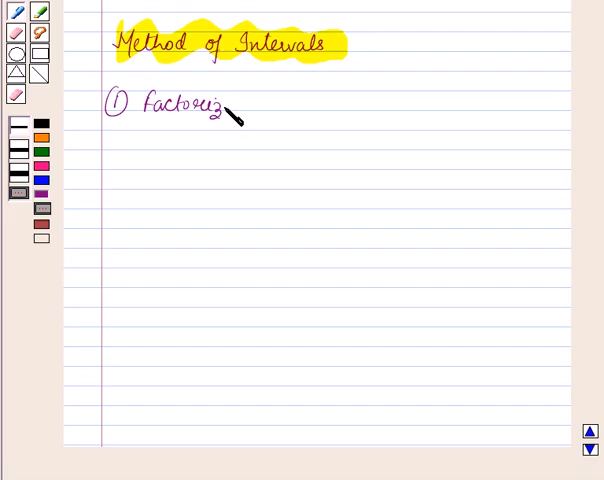 Method of Intervals
① Factoriz